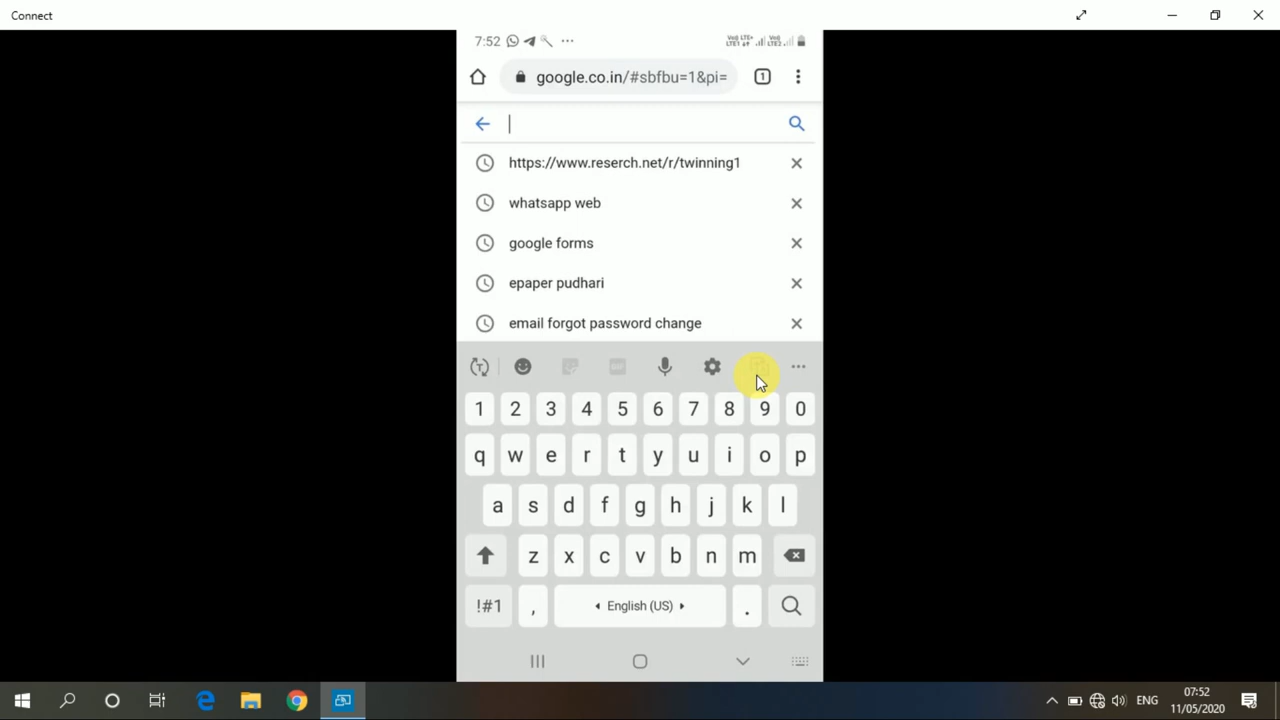 Connect
7:52
google.co.in/#sbfbu=1&pi=
1
https://www.reserch.net/r/twinning1
whatsapp web
google forms
epaper pudhari
email forgot password change
1 2 3 4 5 6 7 8 9 0
q w e r t y u i o p
a s d f g h j k l
z x c v b n m
!#1 , English (US) .
ENG
07:52
11/05/2020